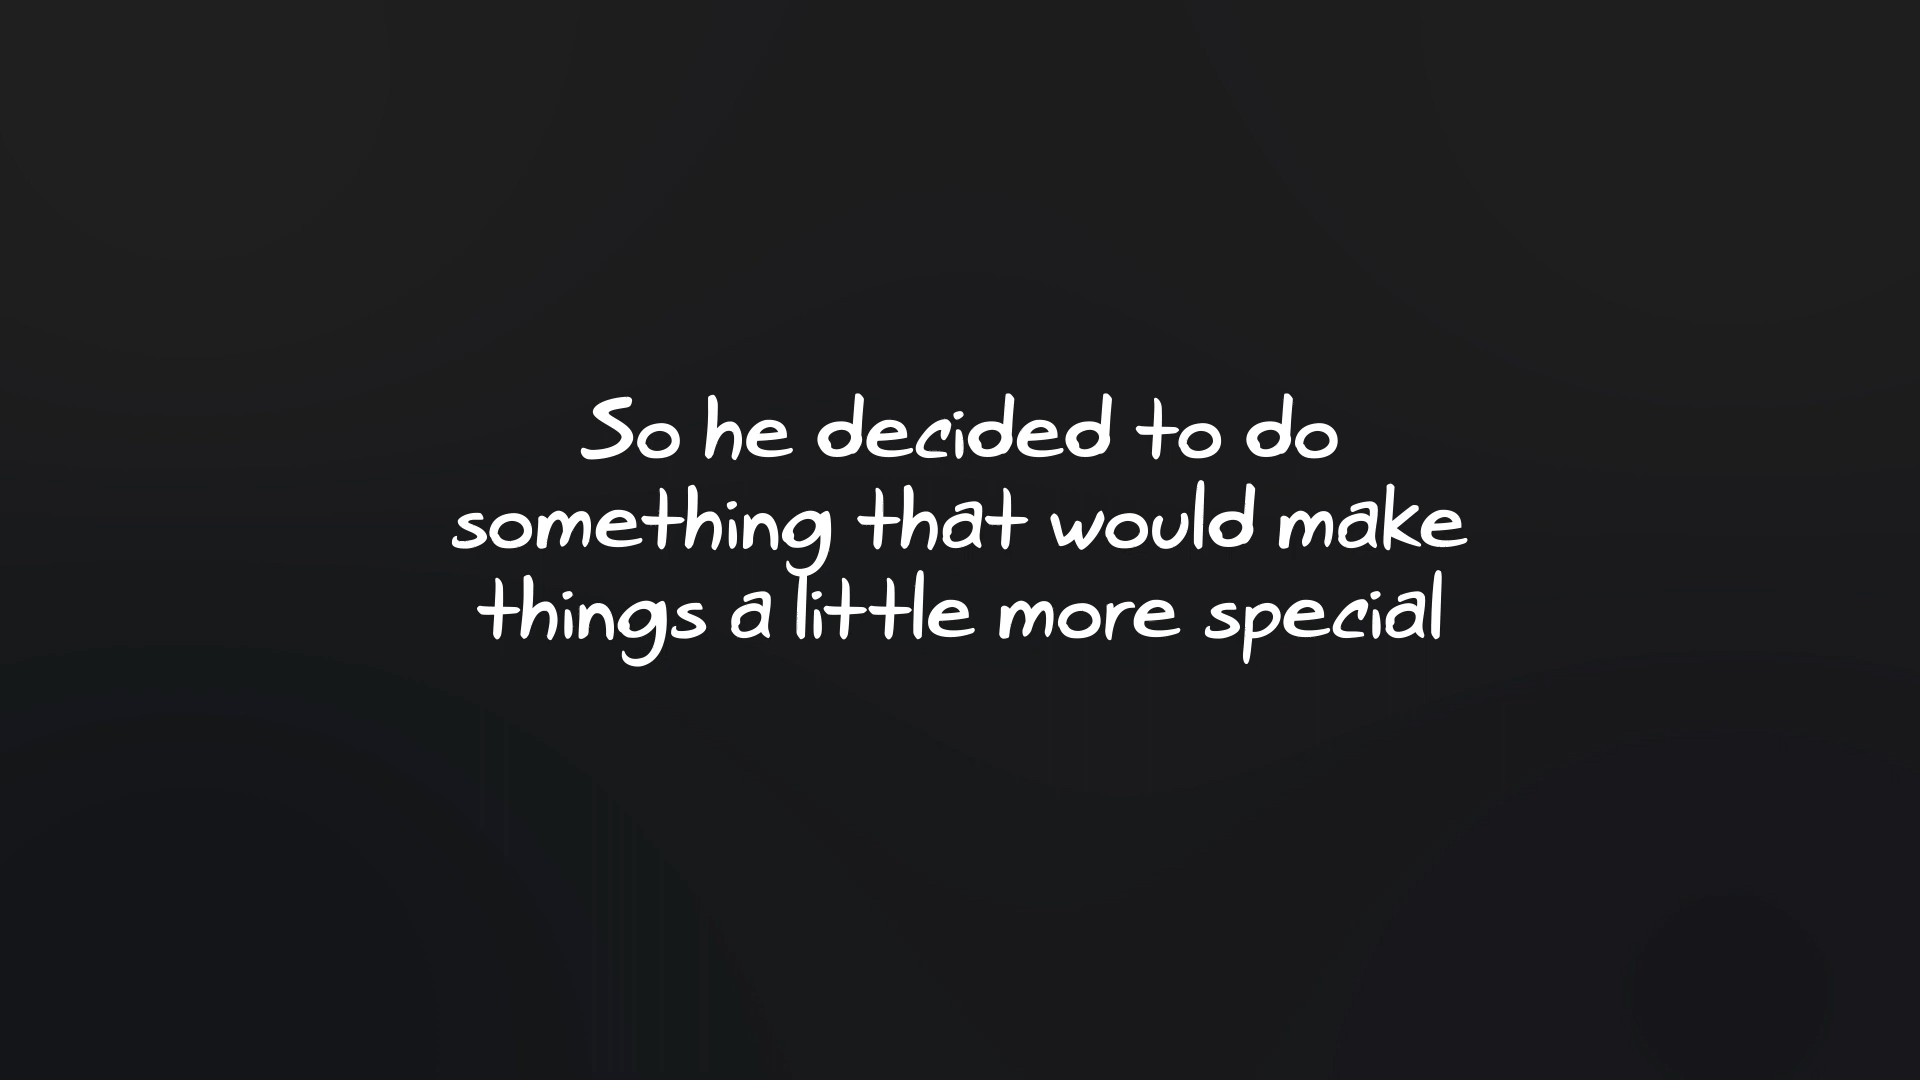 So he decided to do
something that would make
things a little more special